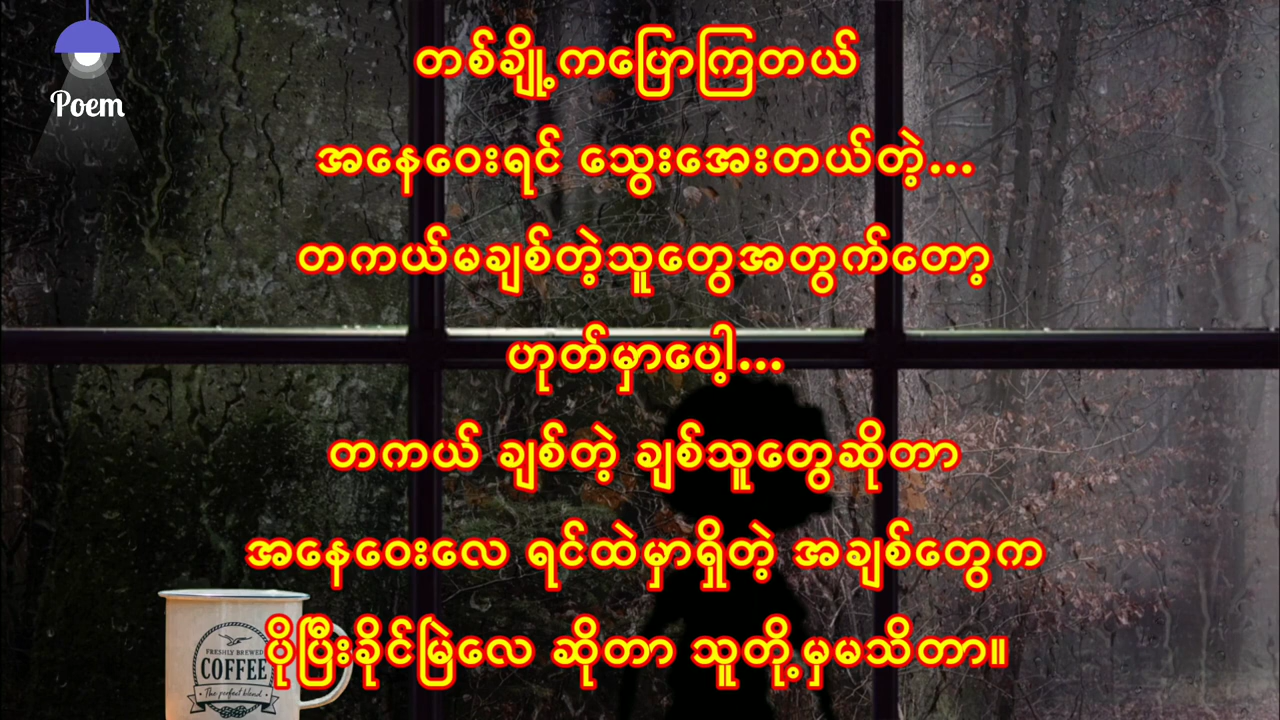 Poem
တစ်ချို့ကပြောကြတယ်
အနေဝေးရင် သွေးအေးတယ်တဲ့...
တကယ်မချစ်တဲ့သူတွေအတွက်တော့
ဟုတ်မှာပေါ့...
တကယ် ချစ်တဲ့ ချစ်သူတွေဆိုတာ
အနေဝေးလေ ရင်ထဲမှာရှိတဲ့ အချစ်တွေက
ပိုပြီးခိုင်မြဲလေ ဆိုတာ သူတို့မှမသိတာ။
FRESHLY BREWED
COFFEE
The perfect blend